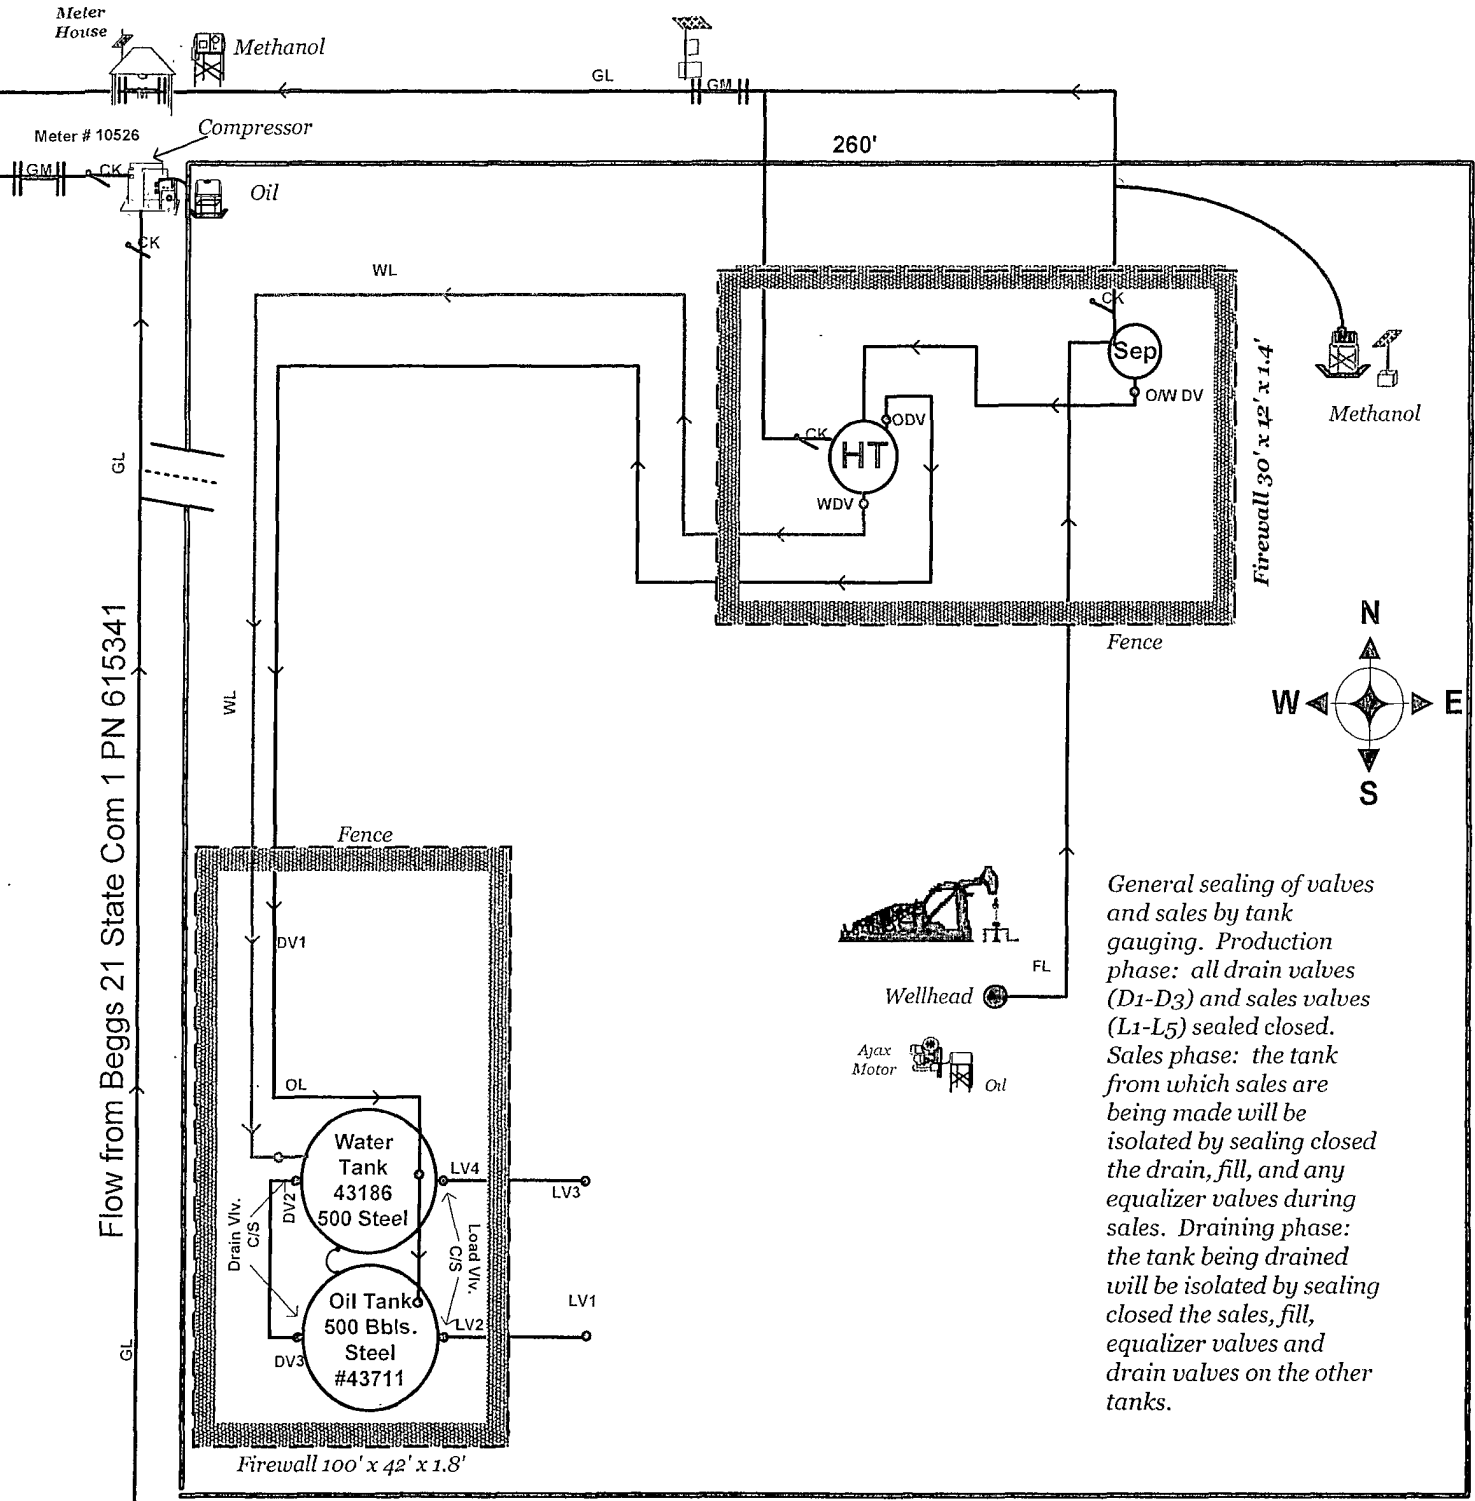 Meter
House
Methanol
GL
GM
Meter # 10526
Compressor
260'
GM
CK
Oil
CK
WL
CK
Sep
O/W DV
Methanol
Firewall 30' x 12' x 1.4'
ODV
CK
HT
WDV
GL
Fence
N
W
E
S
WL
Flow from Beggs 21 State Com 1 PN 615341
Fence
DV1
FL
Wellhead
Ajax
Motor
Oil
General sealing of valves
and sales by tank
gauging. Production
phase: all drain valves
(D1-D3) and sales valves
(L1-L5) sealed closed.
Sales phase: the tank
from which sales are
being made will be
isolated by sealing closed
the drain, fill, and any
equalizer valves during
sales. Draining phase:
the tank being drained
will be isolated by sealing
closed the sales, fill,
equalizer valves and
drain valves on the other
tanks.
OL
Water
Tank
43186
500 Steel
LV4
LV3
DV2
Drain Vlv.
C/S
Load Vlv.
C/S
Oil Tank
500 Bbls.
Steel
#43711
LV1
LV2
DV3
GL
Firewall 100' x 42' x 1.8'